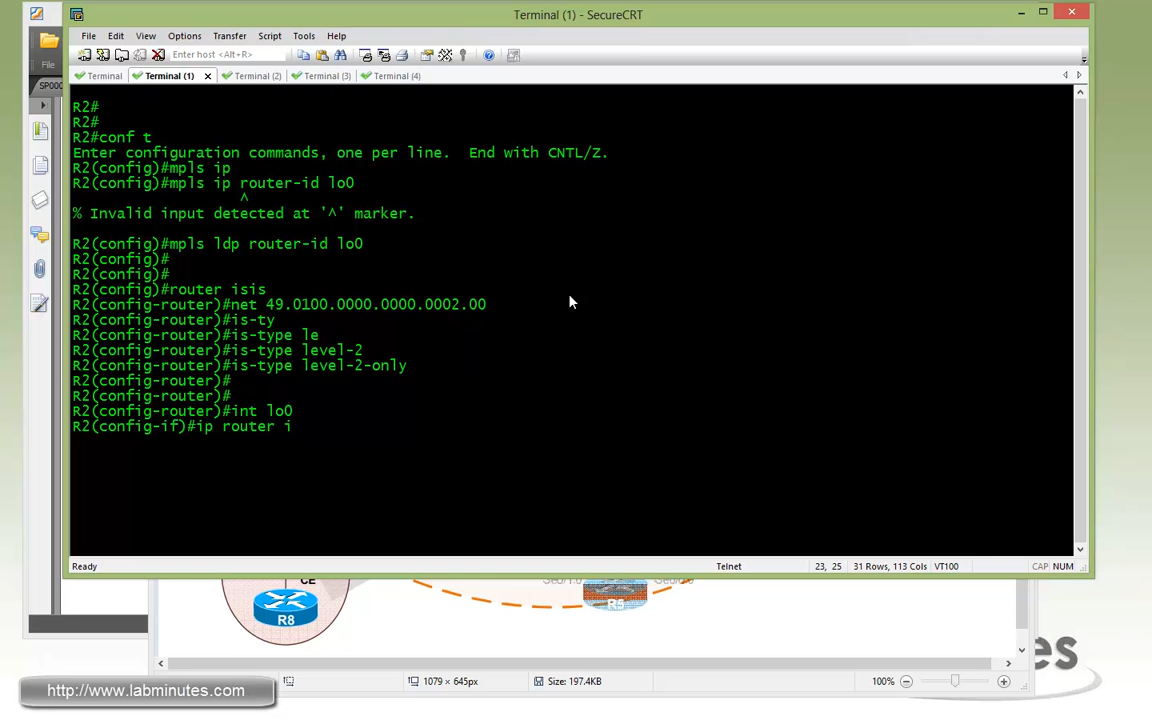 Terminal (1) - SecureCRT
File Edit View Options Transfer Script Tools Help
Enter host <Alt+R>
File
Terminal Terminal (1) Terminal (2) Terminal (3) Terminal (4)
SP000
R2#
R2#
R2#conf t
Enter configuration commands, one per line.  End with CNTL/Z.
R2(config)#mpls ip
R2(config)#mpls ip router-id lo0
^
% Invalid input detected at '^' marker.
R2(config)#mpls ldp router-id lo0
R2(config)#
R2(config)#
R2(config)#router isis
R2(config-router)#net 49.0100.0000.0000.0002.00
R2(config-router)#is-ty
R2(config-router)#is-type le
R2(config-router)#is-type level-2
R2(config-router)#is-type level-2-only
R2(config-router)#
R2(config-router)#
R2(config-router)#int lo0
R2(config-if)#ip router i
Ready Telnet 23, 25 31 Rows, 113 Cols VT100 CAP NUM
CE
R8
es
http://www.labminutes.com
1079 × 645px Size: 197.4KB 100%